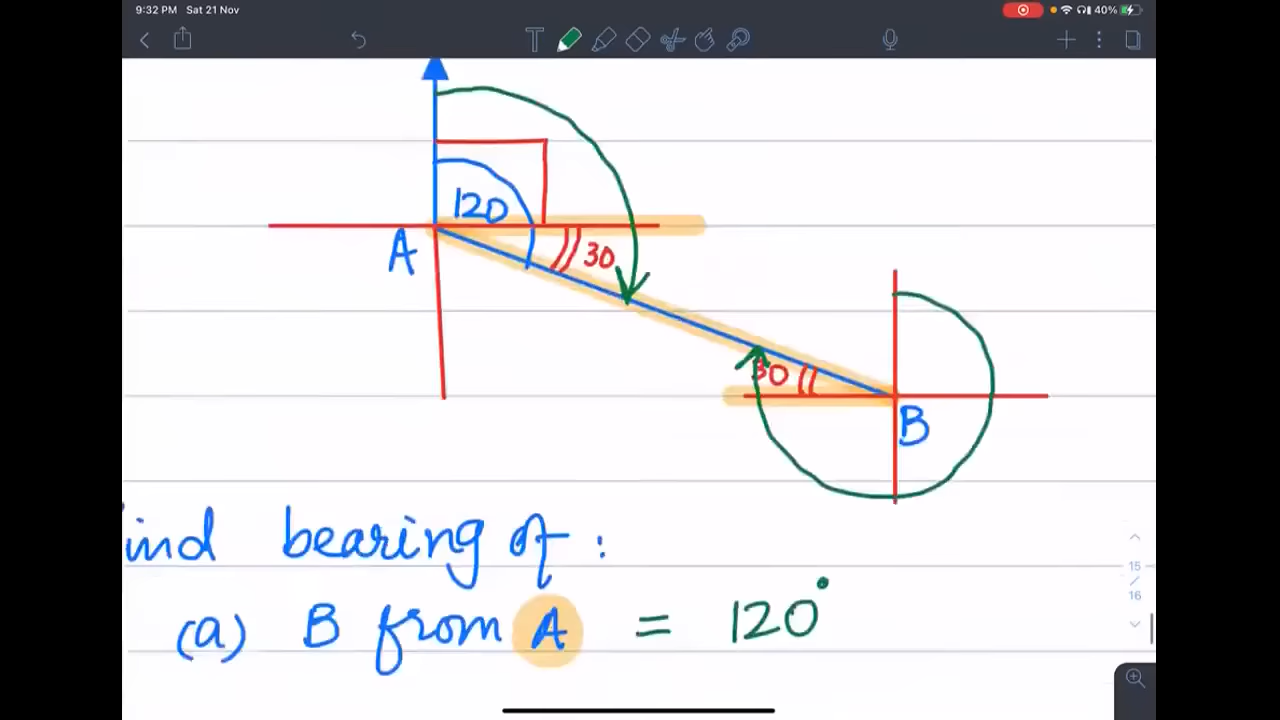 9:32 PM Sat 21 Nov
40%
T
120
A
30
30
B
ind bearing of :
15
/
16
(a) B from A = 120°